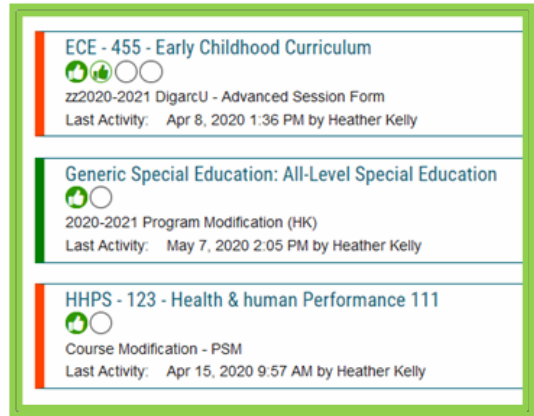 ECE - 455 - Early Childhood Curriculum
zz2020-2021 DigarcU - Advanced Session Form
Last Activity: Apr 8, 2020 1:36 PM by Heather Kelly
Generic Special Education: All-Level Special Education
2020-2021 Program Modification (HK)
Last Activity: May 7, 2020 2:05 PM by Heather Kelly
HHPS - 123 - Health & human Performance 111
Course Modification - PSM
Last Activity: Apr 15, 2020 9:57 AM by Heather Kelly